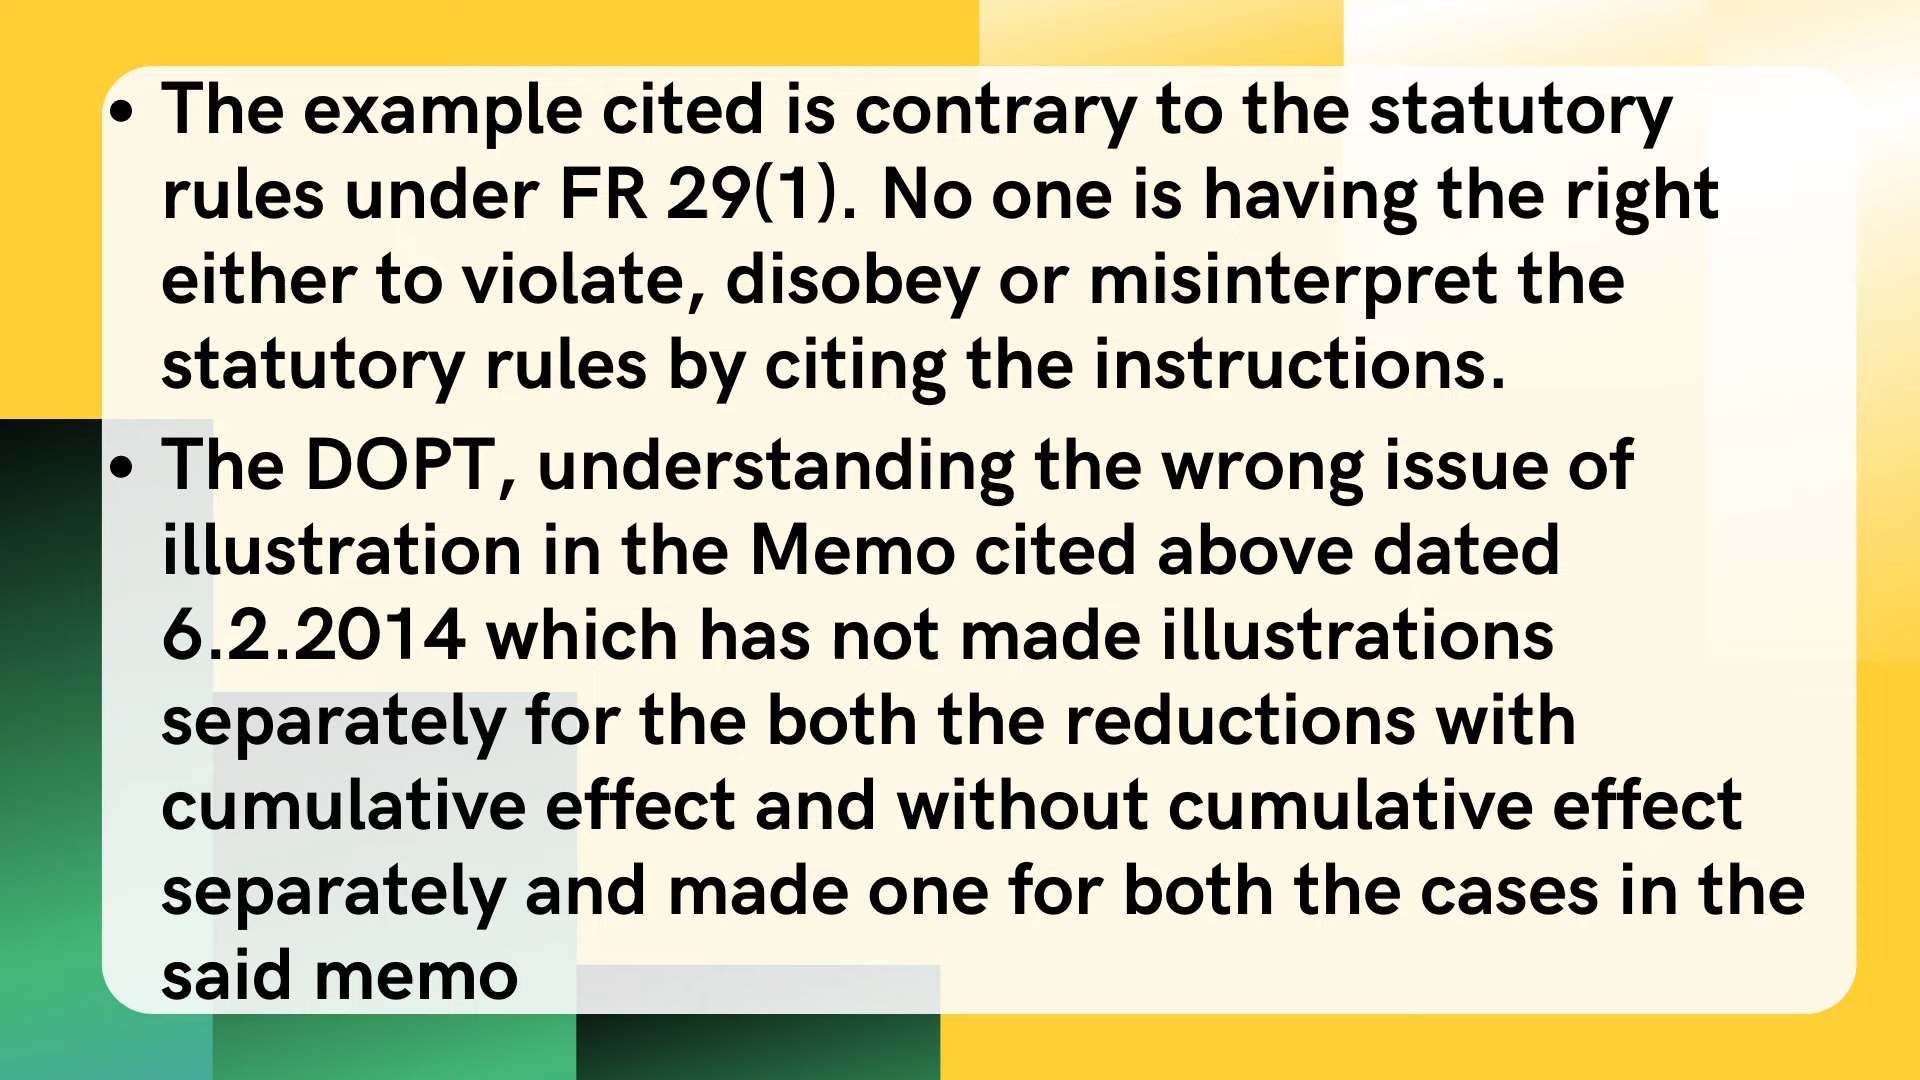 • The example cited is contrary to the statutory
rules under FR 29(1). No one is having the right
either to violate, disobey or misinterpret the
statutory rules by citing the instructions.
• The DOPT, understanding the wrong issue of
illustration in the Memo cited above dated
6.2.2014 which has not made illustrations
separately for the both the reductions with
cumulative effect and without cumulative effect
separately and made one for both the cases in the
said memo